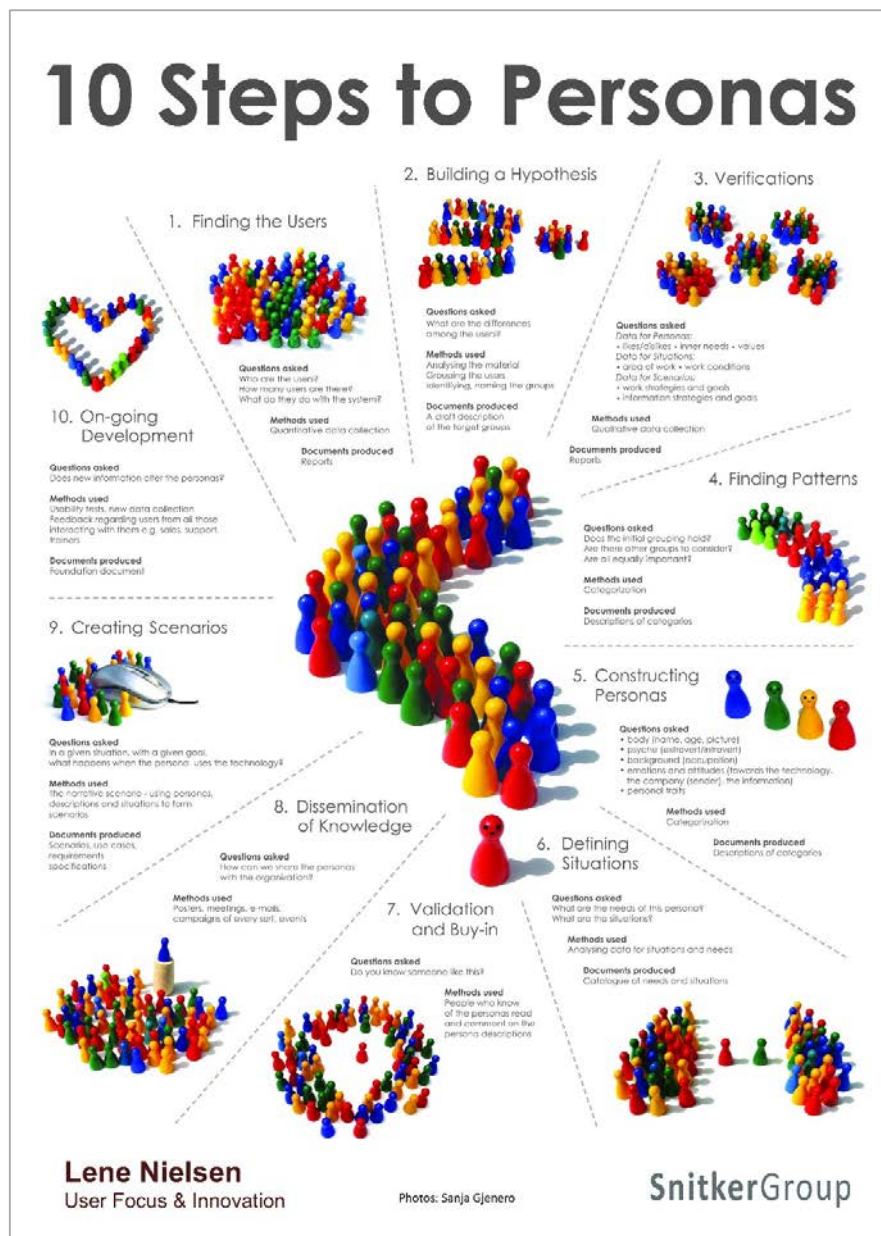 10 Steps to Personas
1. Finding the Users
Questions asked
Who are the users?
How many users are there?
What do they do with the system?
Methods used
Quantitative data collection
Documents produced
Reports
2. Building a Hypothesis
Questions asked
What are the differences
among the users?
Methods used
Analysing the material
Grouping the users
identifying, naming the groups
Documents produced
A draft description
of the target groups
3. Verifications
Questions asked
Data for Personas:
• likes/dislikes • inner needs • values
Data for Situations:
• area of work • work conditions
Data for Scenarios:
• work strategies and goals
• information strategies and goals
Methods used
Qualitative data collection
Documents produced
Reports
4. Finding Patterns
Questions asked
Does the initial grouping hold?
Are there other groups to consider?
Are all equally important?
Methods used
Categorization
Documents produced
Descriptions of categories
5. Constructing
Personas
Questions asked
• body (name, age, picture)
• psyche (extrovert/introvert)
• background (occupation)
• emotions and attitudes (towards the technology,
the company (sender), the information)
• personal traits
Methods used
Categorization
Documents produced
Descriptions of categories
6. Defining
Situations
Questions asked
What are the needs of this persona?
What are the situations?
Methods used
Analysing data for situations and needs
Documents produced
Catalogue of needs and situations
7. Validation
and Buy-in
Questions asked
Do you know someone like this?
Methods used
People who know
of the personas read
and comment on the
persona descriptions
8. Dissemination
of Knowledge
Questions asked
How can we share the personas
with the organisation?
Methods used
Posters, meetings, e-mails,
campaigns of every sort, events
9. Creating Scenarios
Questions asked
In a given situation, with a given goal,
what happens when the persona uses the technology?
Methods used
The narrative scenario - using personas,
descriptions and situations to form
scenarios
Documents produced
Scenarios, use cases,
requirements
specifications
10. On-going
Development
Questions asked
Does new information alter the personas?
Methods used
Usability tests, new data collection
Feedback regarding users from all those
interacting with them e.g. sales, support,
trainers
Documents produced
Foundation document
Lene Nielsen
User Focus & Innovation
Photos: Sanja Gjenero
SnitkerGroup